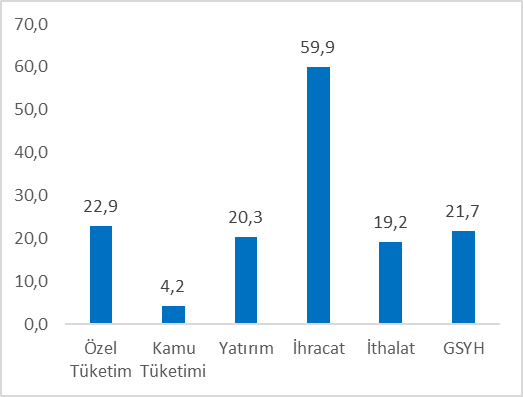 70,0
60,0
50,0
40,0
30,0
20,0
10,0
0,0
22,9
4,2
20,3
59,9
19,2
21,7
Özel
Tüketim
Kamu
Tüketimi
Yatırım
İhracat
İthalat
GSYH